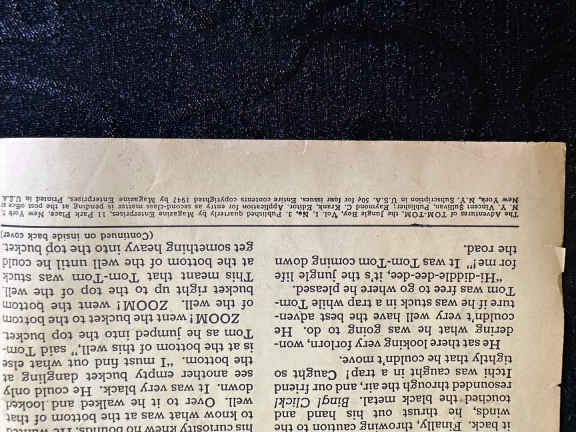 it back. Finally, throwing caution to the
winds, he thrust out his hand and
touched the black metal. Bing! Click!
resounded through the air, and our friend
Itchi was caught in a trap! Caught so
tightly that he couldn't move.
He sat there looking very forlorn, won-
dering what he was going to do. He
couldn't very well have the best adven-
ture if he was stuck in a trap while Tom-
Tom was free to go where he pleased.
"Hi-diddle-dee-dee, it's the jungle life
for me!" It was Tom-Tom coming down
the road.
his curiosity knew no bounds. He wanted
to know what was at the bottom of that
well. Over to it he walked and looked
down. It was very black. He could only
see another empty bucket dangling at
the bottom. "I must find out what else
is at the bottom of this well," said Tom-
Tom as he jumped into the top bucket.
ZOOM! went the bucket to the bottom
of the well. ZOOM! went the bottom
bucket right up to the top of the well.
This meant that Tom-Tom was stuck
at the bottom of the well until he could
get something heavy into the top bucket.
(Continued on inside back cover)
The Adventures of TOM-TOM, the Jungle Boy, Vol. 1, No. 3. Published quarterly by Magazine Enterprises, 11 Park Place, New York 7,
N. Y. Vincent Sullivan, Publisher; Raymond C. Krank, Editor. Application for entry as second-class matter is pending at the post office at
New York, N.Y. Subscription in U.S.A. 50¢ for four issues. Entire contents copyrighted 1947 by Magazine Enterprises. Printed in U.S.A.